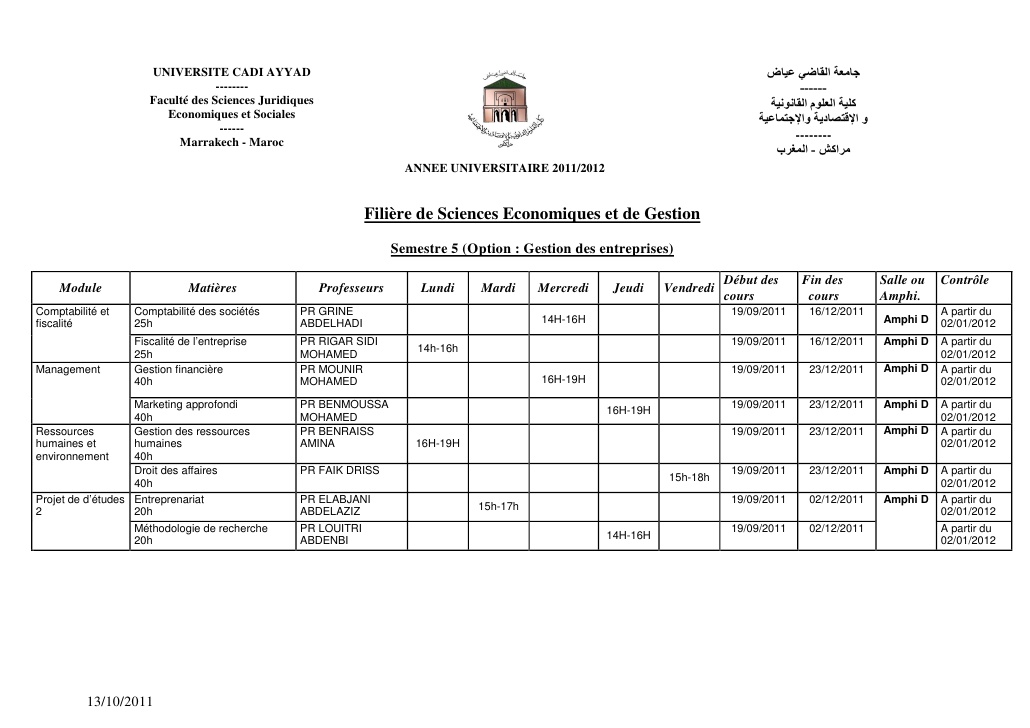 UNIVERSITE CADI AYYAD
--------
Faculté des Sciences Juridiques
Economiques et Sociales
------
Marrakech - Maroc
جامعة القاضي عياض
------
كلية العلوم القانونية
و الإقتصادية والإجتماعية
--------
مراكش - المغرب
ANNEE UNIVERSITAIRE 2011/2012
Filière de Sciences Economiques et de Gestion
Semestre 5 (Option : Gestion des entreprises)
Module Matières Professeurs Lundi Mardi Mercredi Jeudi Vendredi Début des cours Fin des cours Salle ou Amphi. Contrôle
Comptabilité et fiscalité Comptabilité des sociétés 25h PR GRINE ABDELHADI 14H-16H 19/09/2011 16/12/2011 Amphi D A partir du 02/01/2012
Fiscalité de l'entreprise 25h PR RIGAR SIDI MOHAMED 14h-16h 19/09/2011 16/12/2011 Amphi D A partir du 02/01/2012
Management Gestion financière 40h PR MOUNIR MOHAMED 16H-19H 19/09/2011 23/12/2011 Amphi D A partir du 02/01/2012
Marketing approfondi 40h PR BENMOUSSA MOHAMED 16H-19H 19/09/2011 23/12/2011 Amphi D A partir du 02/01/2012
Ressources humaines et environnement Gestion des ressources humaines 40h PR BENRAISS AMINA 16H-19H 19/09/2011 23/12/2011 Amphi D A partir du 02/01/2012
Droit des affaires 40h PR FAIK DRISS 15h-18h 19/09/2011 23/12/2011 Amphi D A partir du 02/01/2012
Projet de d'études 2 Entreprenariat 20h PR ELABJANI ABDELAZIZ 15h-17h 19/09/2011 02/12/2011 Amphi D A partir du 02/01/2012
Méthodologie de recherche 20h PR LOUITRI ABDENBI 14H-16H 19/09/2011 02/12/2011 A partir du 02/01/2012
13/10/2011